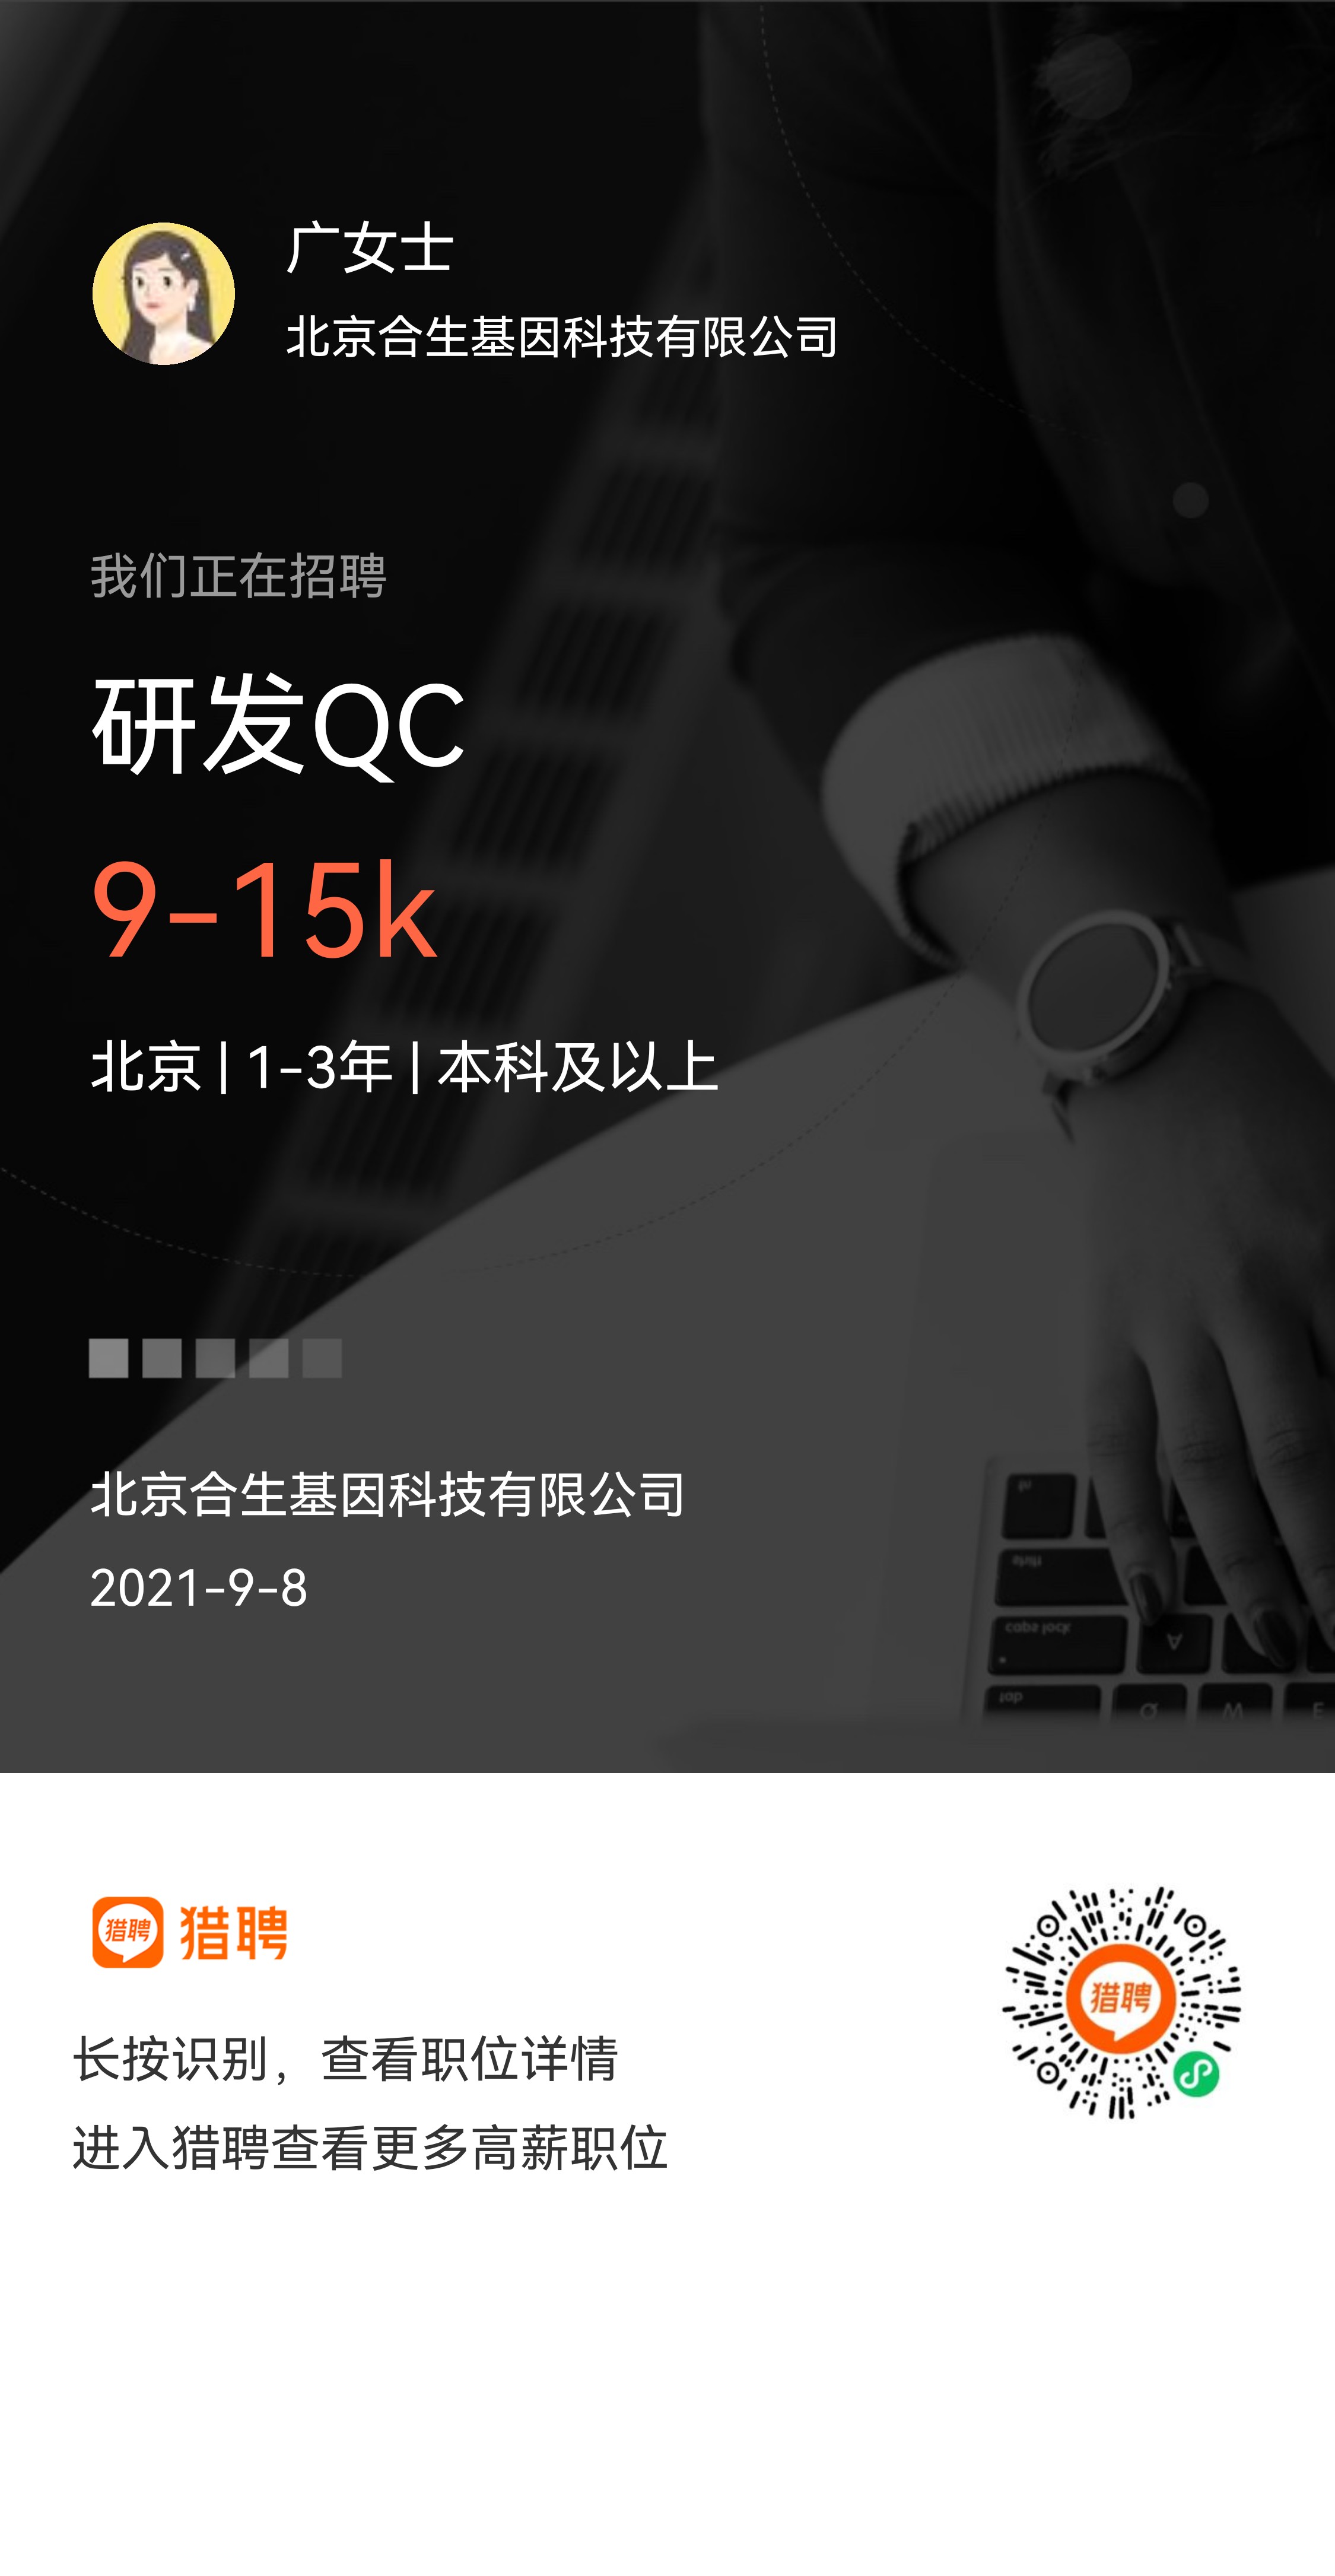 广女士
北京合生基因科技有限公司
我们正在招聘
研发QC
9-15k
北京 | 1-3年 | 本科及以上
北京合生基因科技有限公司
2021-9-8
caps lock
A
tab
Q W E
猎聘 猎聘
猎聘
长按识别，查看职位详情
进入猎聘查看更多高薪职位